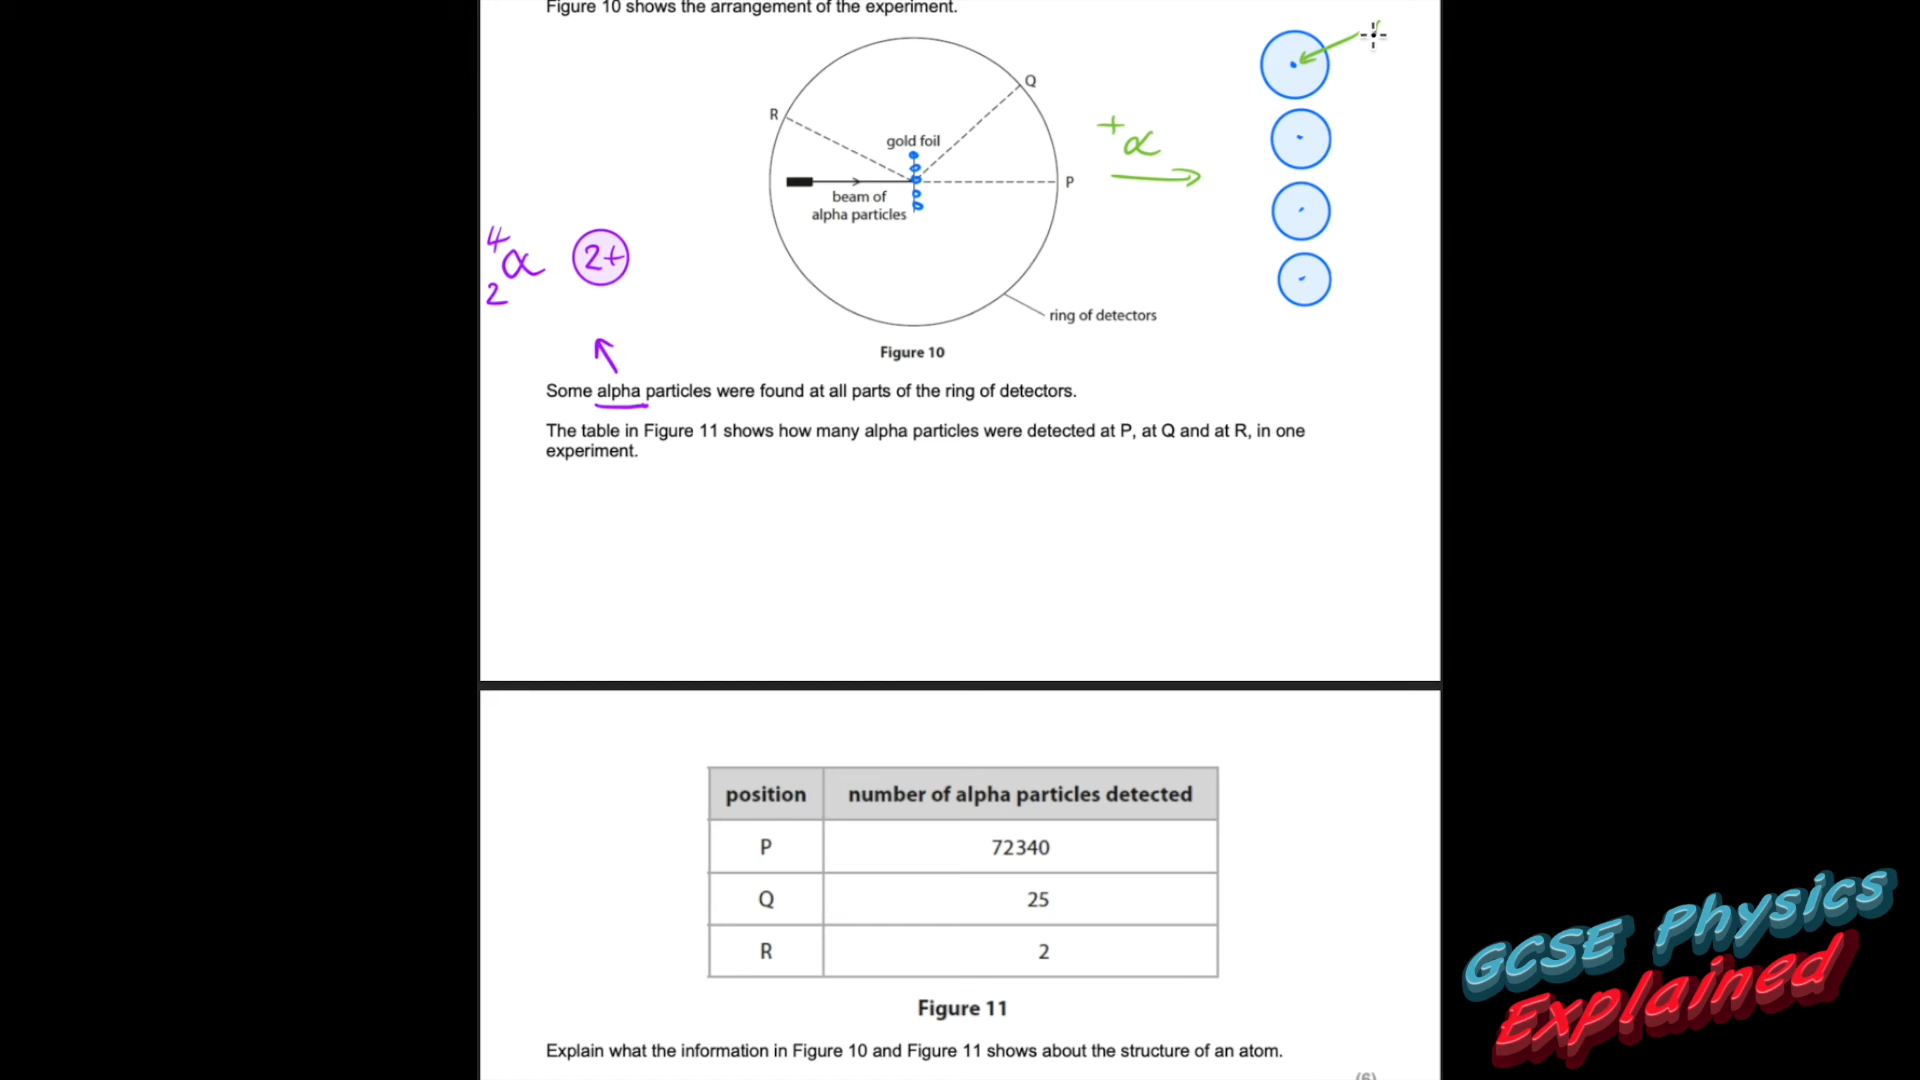 Figure 10 shows the arrangement of the experiment.
Q
R
gold foil
+
α
P
beam of
alpha particles
4
α
2
2+
ring of detectors
Figure 10
Some alpha particles were found at all parts of the ring of detectors.
The table in Figure 11 shows how many alpha particles were detected at P, at Q and at R, in one
experiment.
position number of alpha particles detected
P 72340
Q 25
R 2
Figure 11
Explain what the information in Figure 10 and Figure 11 shows about the structure of an atom.
(6)
GCSE Physics
Explained